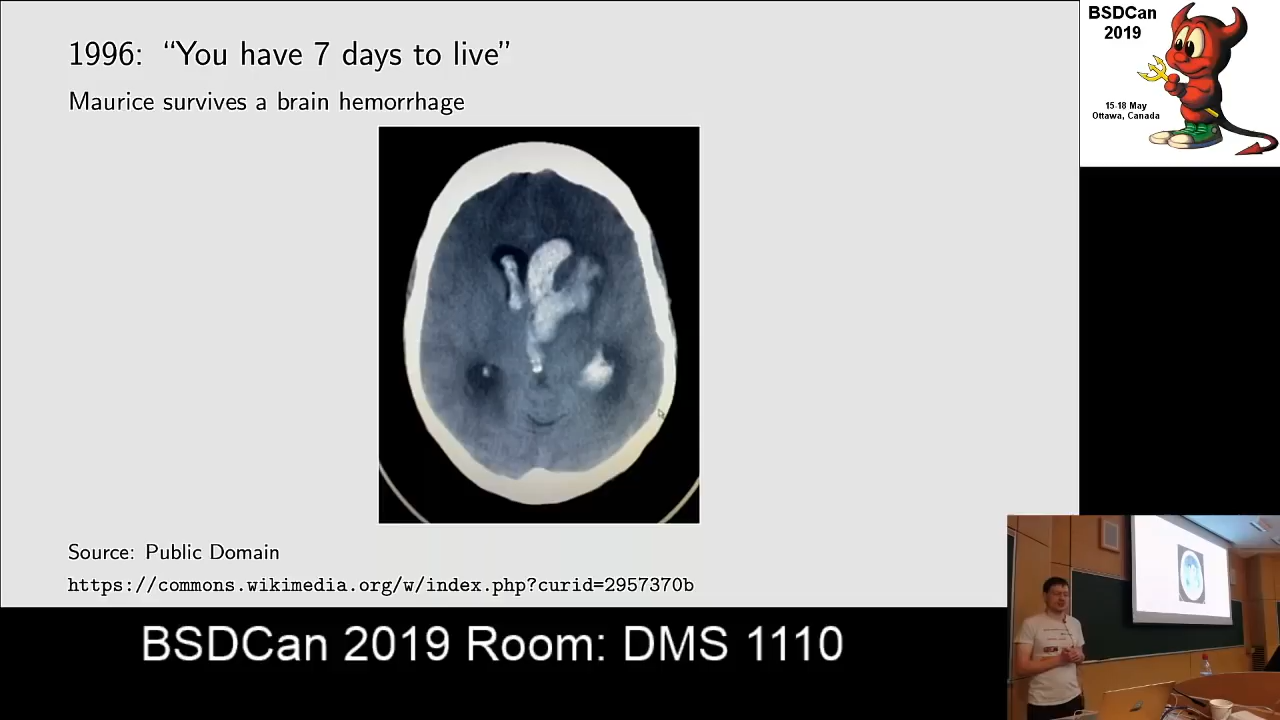 1996: “You have 7 days to live”
Maurice survives a brain hemorrhage
Source: Public Domain
https://commons.wikimedia.org/w/index.php?curid=2957370b
BSDCan
2019
15-18 May
Ottawa, Canada
BSDCan 2019 Room: DMS 1110